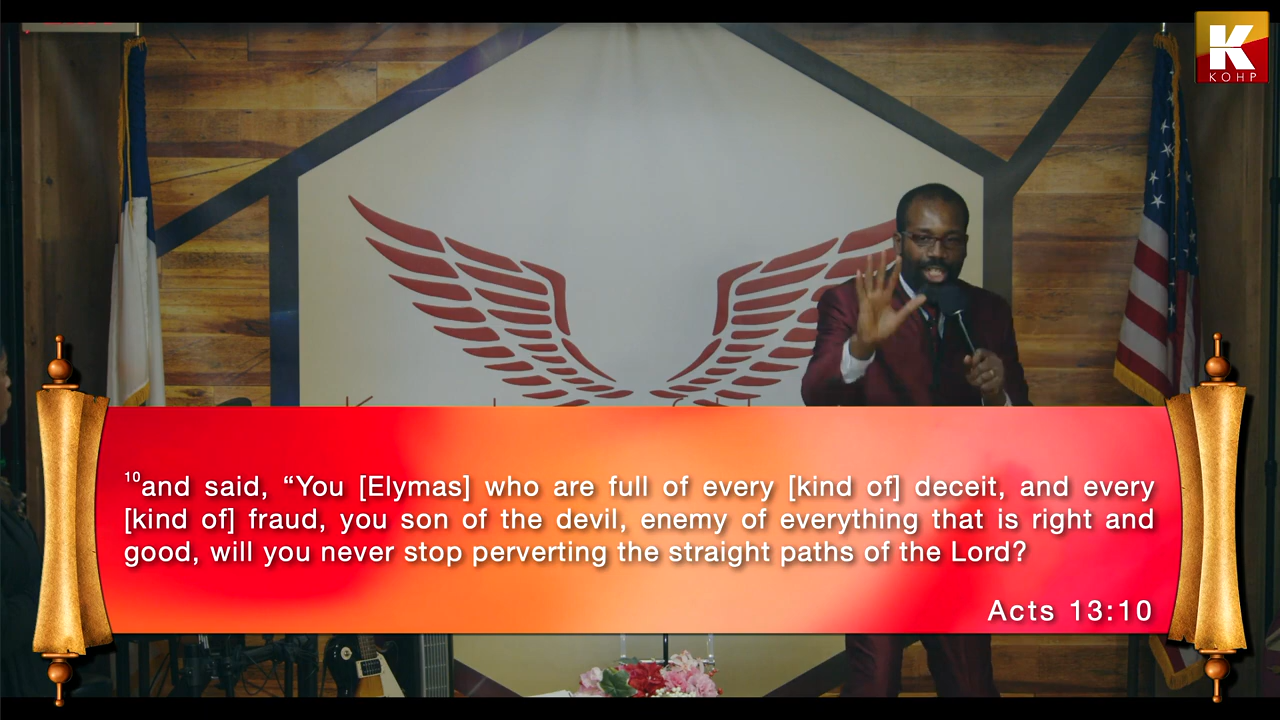 K
KOHP
¹⁰and said, “You [Elymas] who are full of every [kind of] deceit, and every
[kind of] fraud, you son of the devil, enemy of everything that is right and
good, will you never stop perverting the straight paths of the Lord?
Acts 13:10